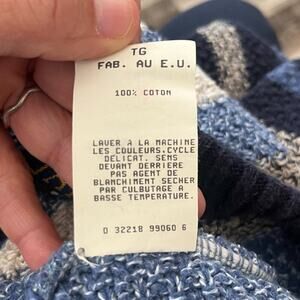 TG
FAB. AU E.U.
100% COTON
LAVER A LA MACHINE
LES COULEURS.CYCLE
DELICAT. SENS
DEVANT DERRIERE
PAS AGENT DE
BLANCHIMENT SECHER
PAR CULBUTAGE A
BASSE TEMPERATURE.
O 32218 99060 6